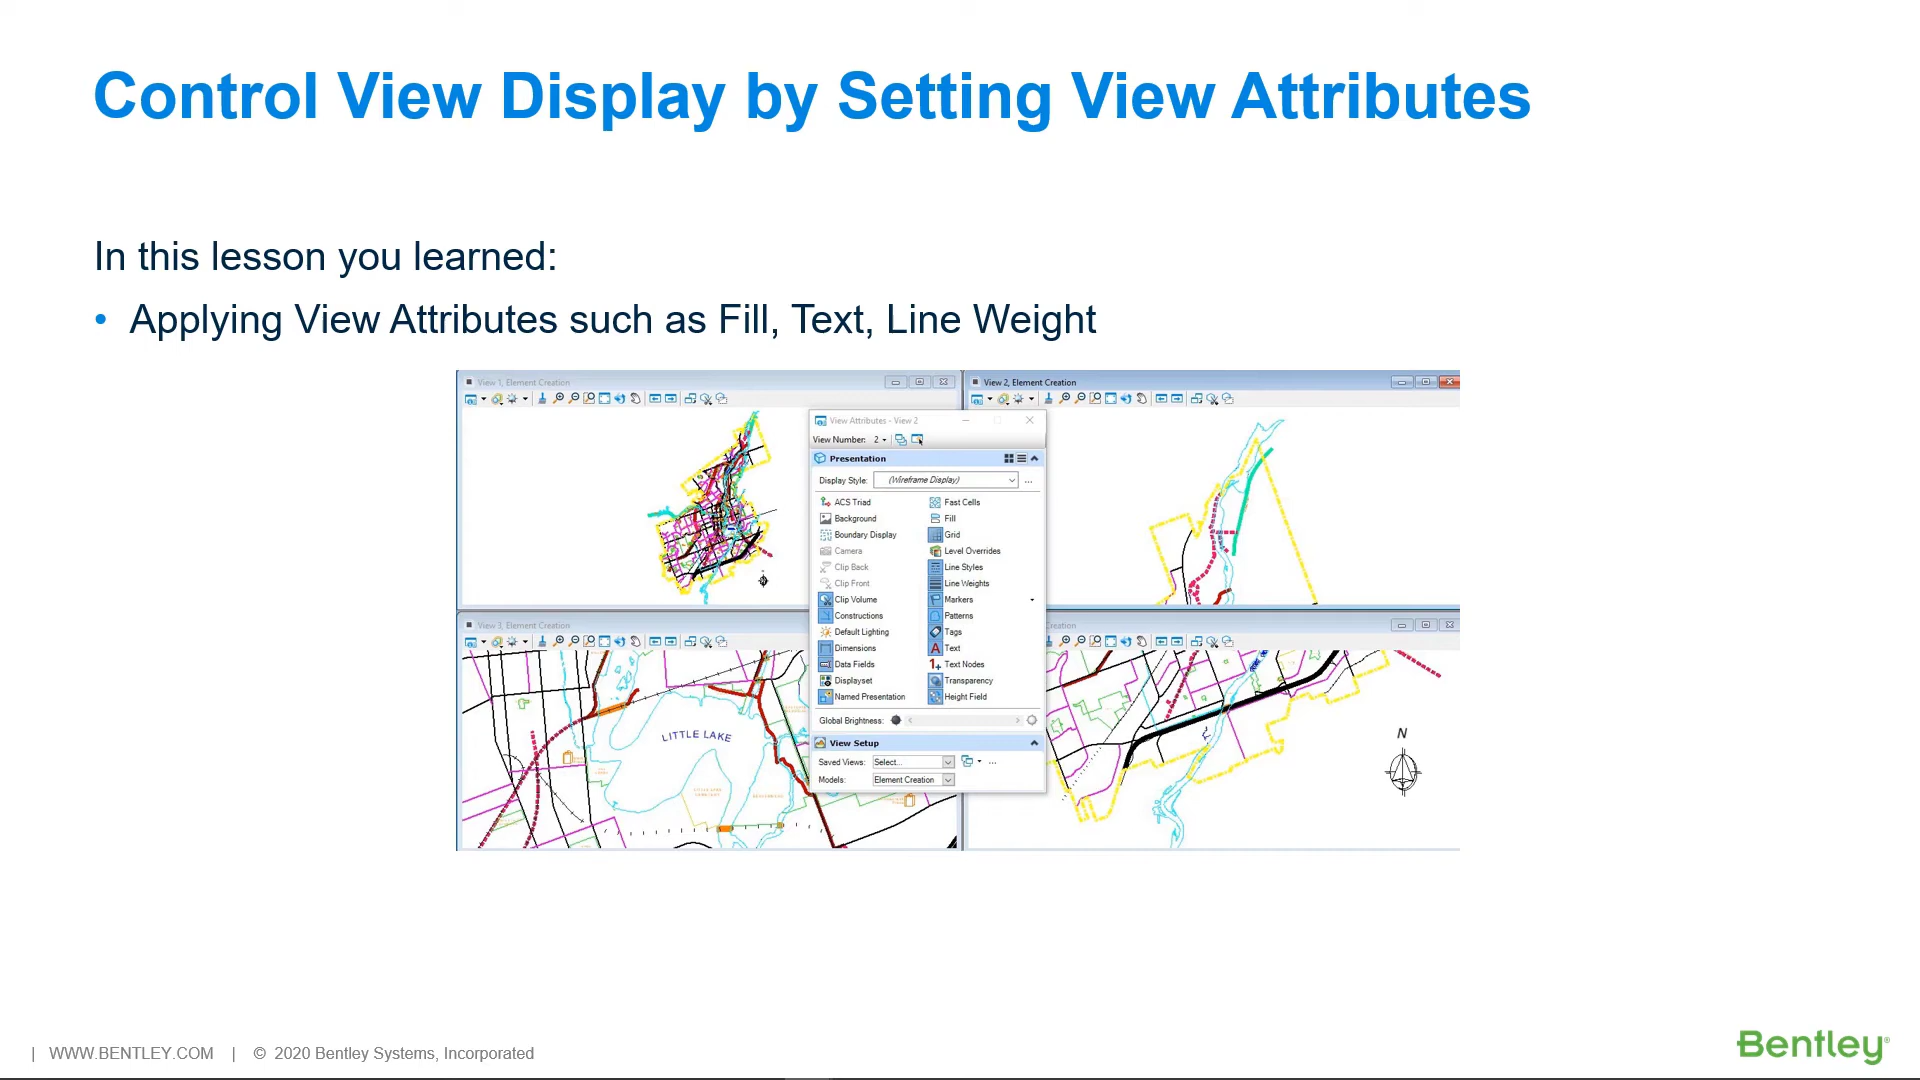 Control View Display by Setting View Attributes
In this lesson you learned:
• Applying View Attributes such as Fill, Text, Line Weight
View 1, Element Creation
View 2, Element Creation
View Attributes - View 2
View Number: 2
Presentation
Display Style: (Wireframe Display) ...
ACS Triad
Fast Cells
Background
Fill
Boundary Display
Grid
Camera
Level Overrides
Clip Back
Line Styles
Clip Front
Line Weights
Clip Volume
Markers
Constructions
Patterns
Default Lighting
Tags
Dimensions
Text
Data Fields
Text Nodes
Displayset
Transparency
Named Presentation
Height Field
Global Brightness:
View Setup
Saved Views: Select... ...
Models: Element Creation
View 3, Element Creation
Creation
LITTLE LAKE
N
| WWW.BENTLEY.COM | © 2020 Bentley Systems, Incorporated
Bentley®